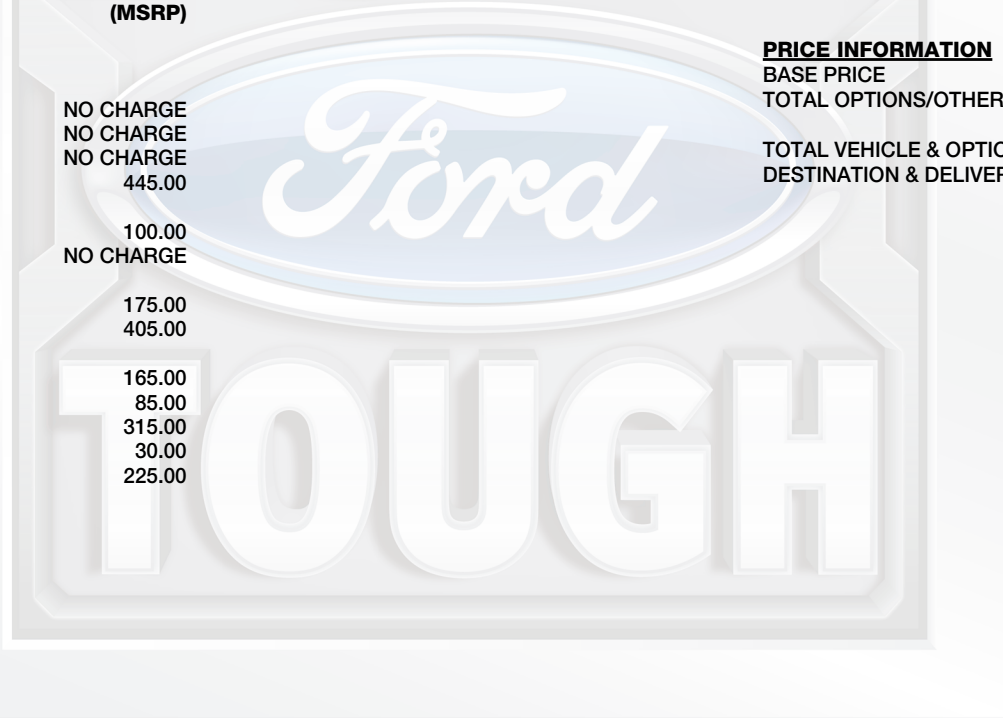 (MSRP)
NO CHARGE
NO CHARGE
NO CHARGE
445.00
100.00
NO CHARGE
175.00
405.00
165.00
85.00
315.00
30.00
225.00
PRICE INFORMATION
BASE PRICE
TOTAL OPTIONS/OTHER
TOTAL VEHICLE & OPTIO
DESTINATION & DELIVER
Ford
TOUGH